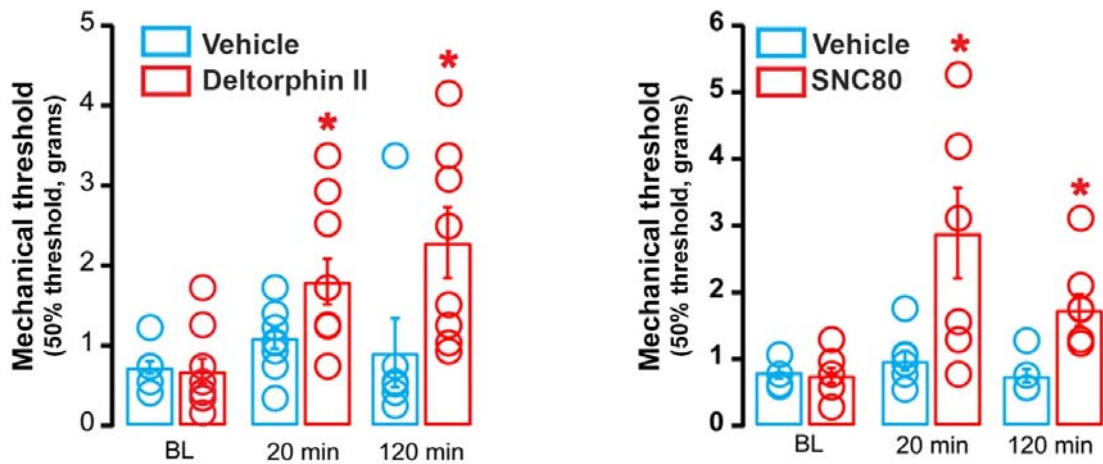 Mechanical threshold
(50% threshold, grams)
5
4
3
2
1
0
Vehicle
Deltorphin II
*
*
BL
20 min
120 min
Mechanical threshold
(50% threshold, grams)
6
5
6
3
2
1
0
Vehicle
SNC80
*
*
BL
20 min
120 min